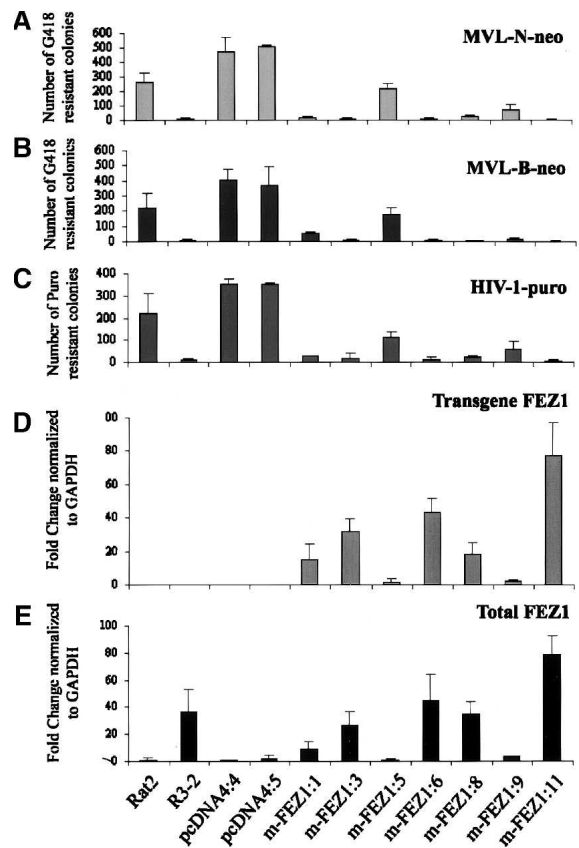 A
MVL-N-neo
Number of G418
resistant colonies
600
500
400
300
200
100
0
B
MVL-B-neo
Number of G418
resistant colonies
600
500
400
300
200
100
0
C
HIV-1-puro
Number of Puro
resistant colonies
400
300
200
100
0
D
Transgene FEZ1
Fold Change normalized
to GAPDH
00
80
60
40
20
0
E
Total FEZ1
Fold Change normalized
to GAPDH
100
80
60
40
20
0
Rat2
R3-2
pcDNA4:4
pcDNA4:5
m-FEZ1:1
m-FEZ1:3
m-FEZ1:5
m-FEZ1:6
m-FEZ1:8
m-FEZ1:9
m-FEZ1:11